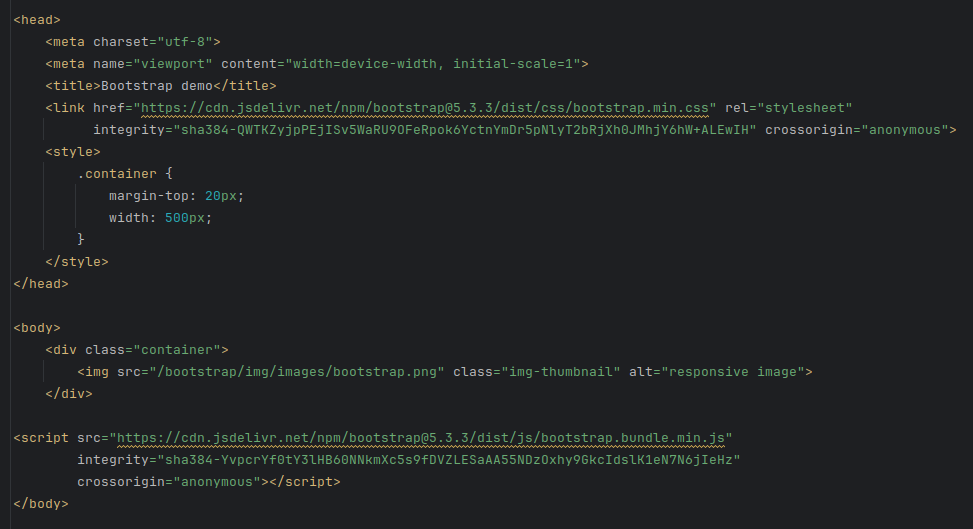 <head>
<meta charset="utf-8">
<meta name="viewport" content="width=device-width, initial-scale=1">
<title>Bootstrap demo</title>
<link href="https://cdn.jsdelivr.net/npm/bootstrap@5.3.3/dist/css/bootstrap.min.css" rel="stylesheet"
integrity="sha384-QWTKZyjpPEjISv5WaRU9OFeRpok6YctnYmDr5pNlyT2bRjXh0JMhjY6hW+ALEwIH" crossorigin="anonymous">
<style>
.container {
margin-top: 20px;
width: 500px;
}
</style>
</head>
<body>
<div class="container">
<img src="/bootstrap/img/images/bootstrap.png" class="img-thumbnail" alt="responsive image">
</div>
<script src="https://cdn.jsdelivr.net/npm/bootstrap@5.3.3/dist/js/bootstrap.bundle.min.js"
integrity="sha384-YvpcrYf0tY3lHB60NNkmXc5s9fDVZLESaAA55NDzOxhy9GkcIdslK1eN7N6jIeHz"
crossorigin="anonymous"></script>
</body>